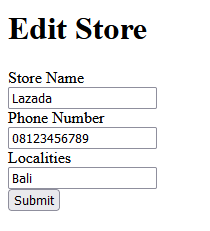 Edit Store
Store Name
Lazada
Phone Number
08123456789
Localities
Bali
Submit